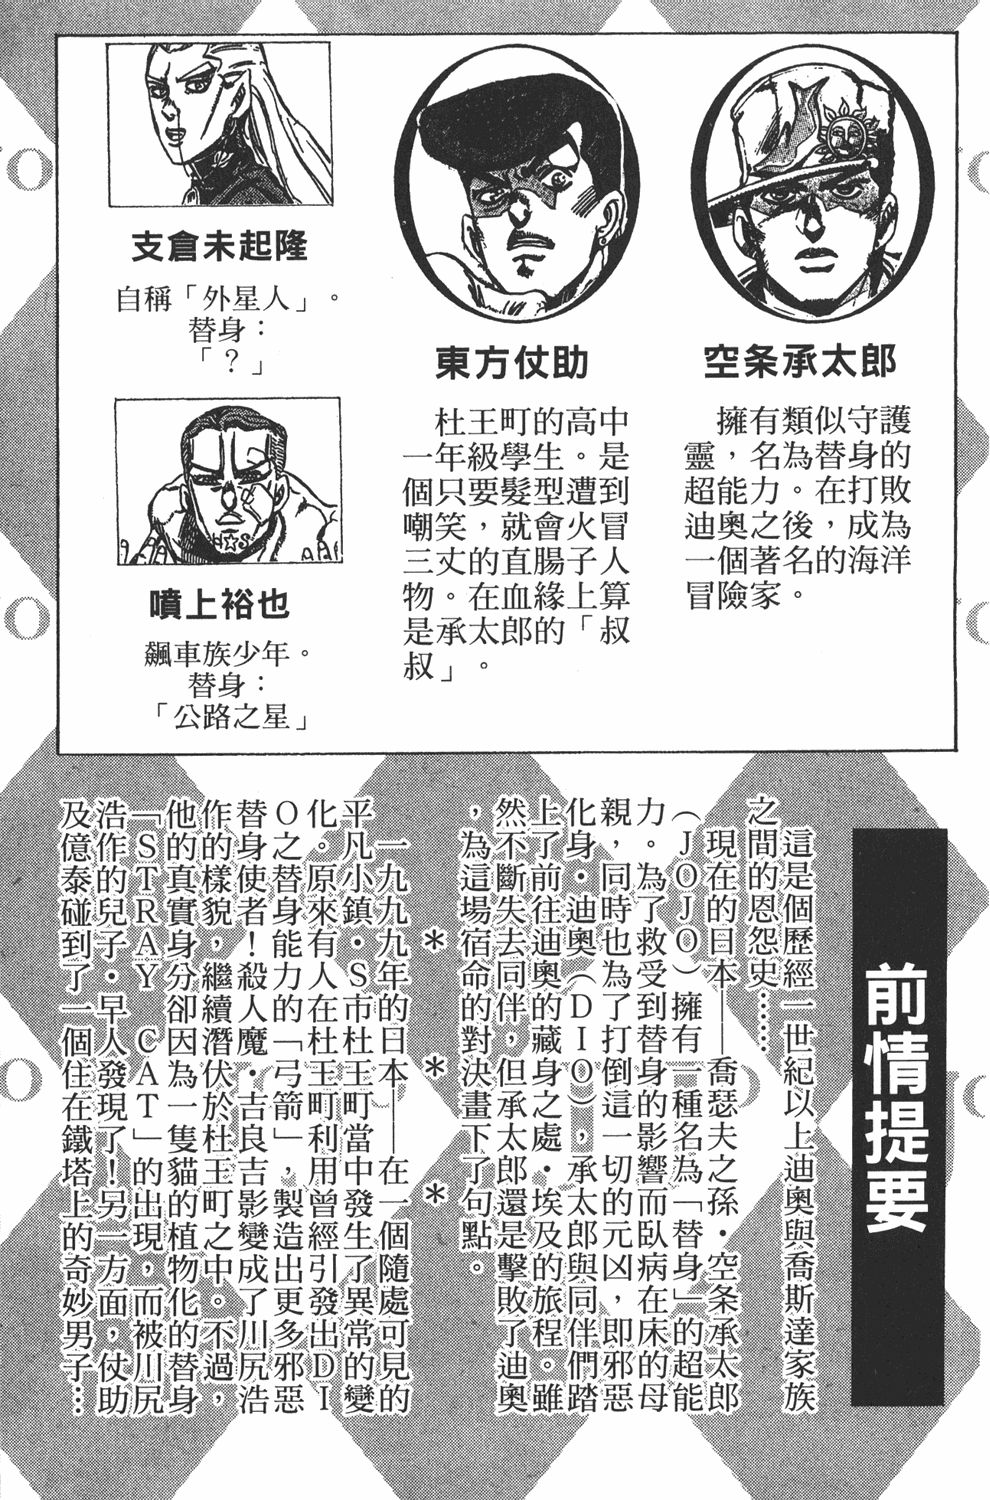 空条承太郎
擁有類似守護
靈，名為替身的
超能力。在打敗
迪奧之後，成為
一個著名的海洋
冒險家。
東方仗助
杜王町的高中
一年級學生。是
個只要髮型遭到
嘲笑，就會火冒
三丈的直腸子人
物。在血緣上算
是承太郎的「叔
叔」。
支倉未起隆
自稱「外星人」。
替身：
「？」
噴上裕也
飆車族少年。
替身：
「公路之星」
前情提要
這是個歷經一世紀以上迪奧與喬斯達家族
之間的恩怨史……
現在的日本——喬瑟夫之孫·空条承太郎
（JOJO）擁有一種名為「替身」的超能
力。為了救受到替身的影響而臥病在床的母
親，同時也為了打倒這一切的元凶，即邪惡
化身·迪奧（DIO），承太郎與同伴們踏
上了前往迪奧的藏身之處·埃及的旅程。雖
然不斷失去同伴，但承太郎還是擊敗了迪奧
，為這場宿命的對決畫下了句點。
＊　＊　＊
一九九九年的日本——在一個隨處可見的
平凡小鎮·S市杜王町當中發生了異常的變
化。原來有人在杜王町利用曾經引發出DI
O之替身能力的「弓箭」，製造出更多邪惡
替身使者！殺人魔·吉良吉影變成了川尻浩
作的樣貌，繼續潛伏於杜王町之中。不過，
他的真實身分卻因為一隻貓的植物化的替身
「STRAY CAT」的出現，而被川尻
浩作的兒子·早人發現了！另一方面，仗助
及億泰碰到了一個住在鐵塔上的奇妙男子…